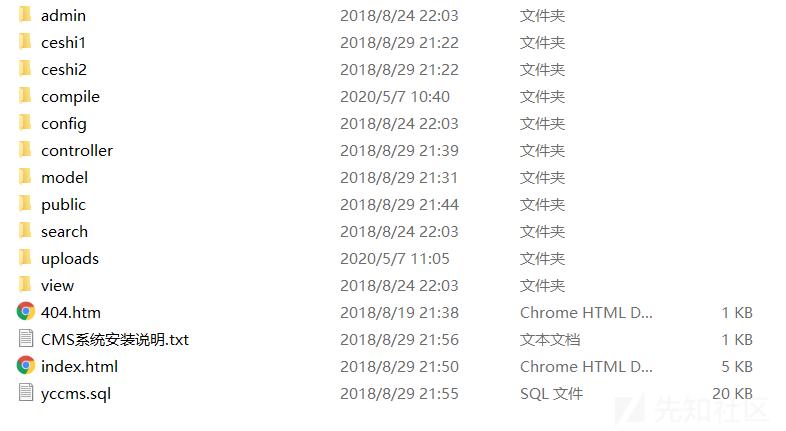 admin 2018/8/24 22:03 文件夹
ceshi1 2018/8/29 21:22 文件夹
ceshi2 2018/8/29 21:22 文件夹
compile 2020/5/7 10:40 文件夹
config 2018/8/24 22:03 文件夹
controller 2018/8/29 21:39 文件夹
model 2018/8/29 21:31 文件夹
public 2018/8/29 21:44 文件夹
search 2018/8/24 22:03 文件夹
uploads 2020/5/7 11:05 文件夹
view 2018/8/24 22:03 文件夹
404.htm 2018/8/19 21:38 Chrome HTML D... 1 KB
CMS系统安装说明.txt 2018/8/29 21:56 文本文档 1 KB
index.html 2018/8/29 21:50 Chrome HTML D... 5 KB
yccms.sql 2018/8/29 21:55 SQL 文件 20 KB
先知社区